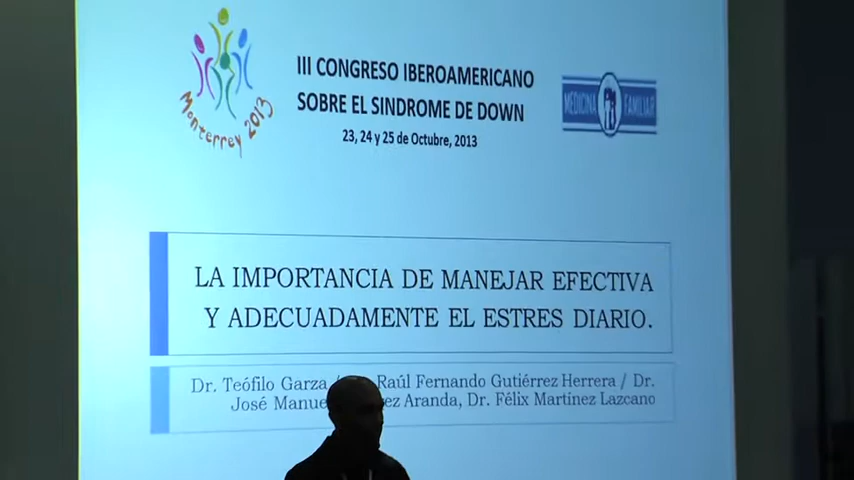 Monterrey 2013
III CONGRESO IBEROAMERICANO
SOBRE EL SINDROME DE DOWN
23, 24 y 25 de Octubre, 2013
MEDICINA FAMILIAR
LA IMPORTANCIA DE MANEJAR EFECTIVA
Y ADECUADAMENTE EL ESTRES DIARIO.
Dr. Teófilo Garza / Raúl Fernando Gutiérrez Herrera / Dr.
José Manue ez Aranda, Dr. Félix Martínez Lazcano